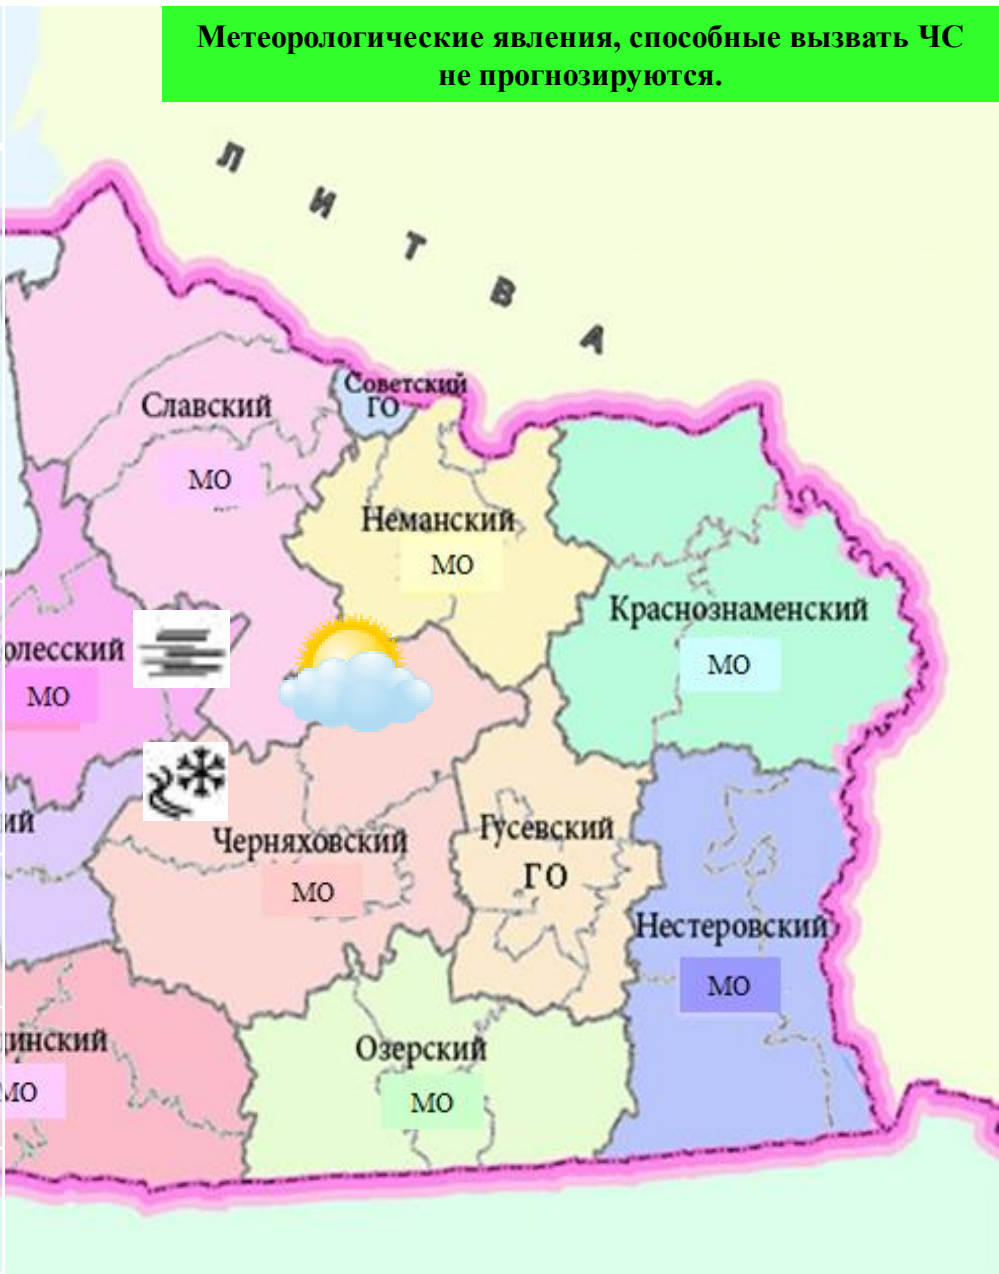 Метеорологические явления, способные вызвать ЧС
не прогнозируются.
ЛИТВА
Советский
ГО
Славский
МО
Неманский
МО
Краснознаменский
МО
олесский
МО
ий
Черняховский
МО
Гусевский
ГО
Нестеровский
МО
Озерский
МО
динский
МО